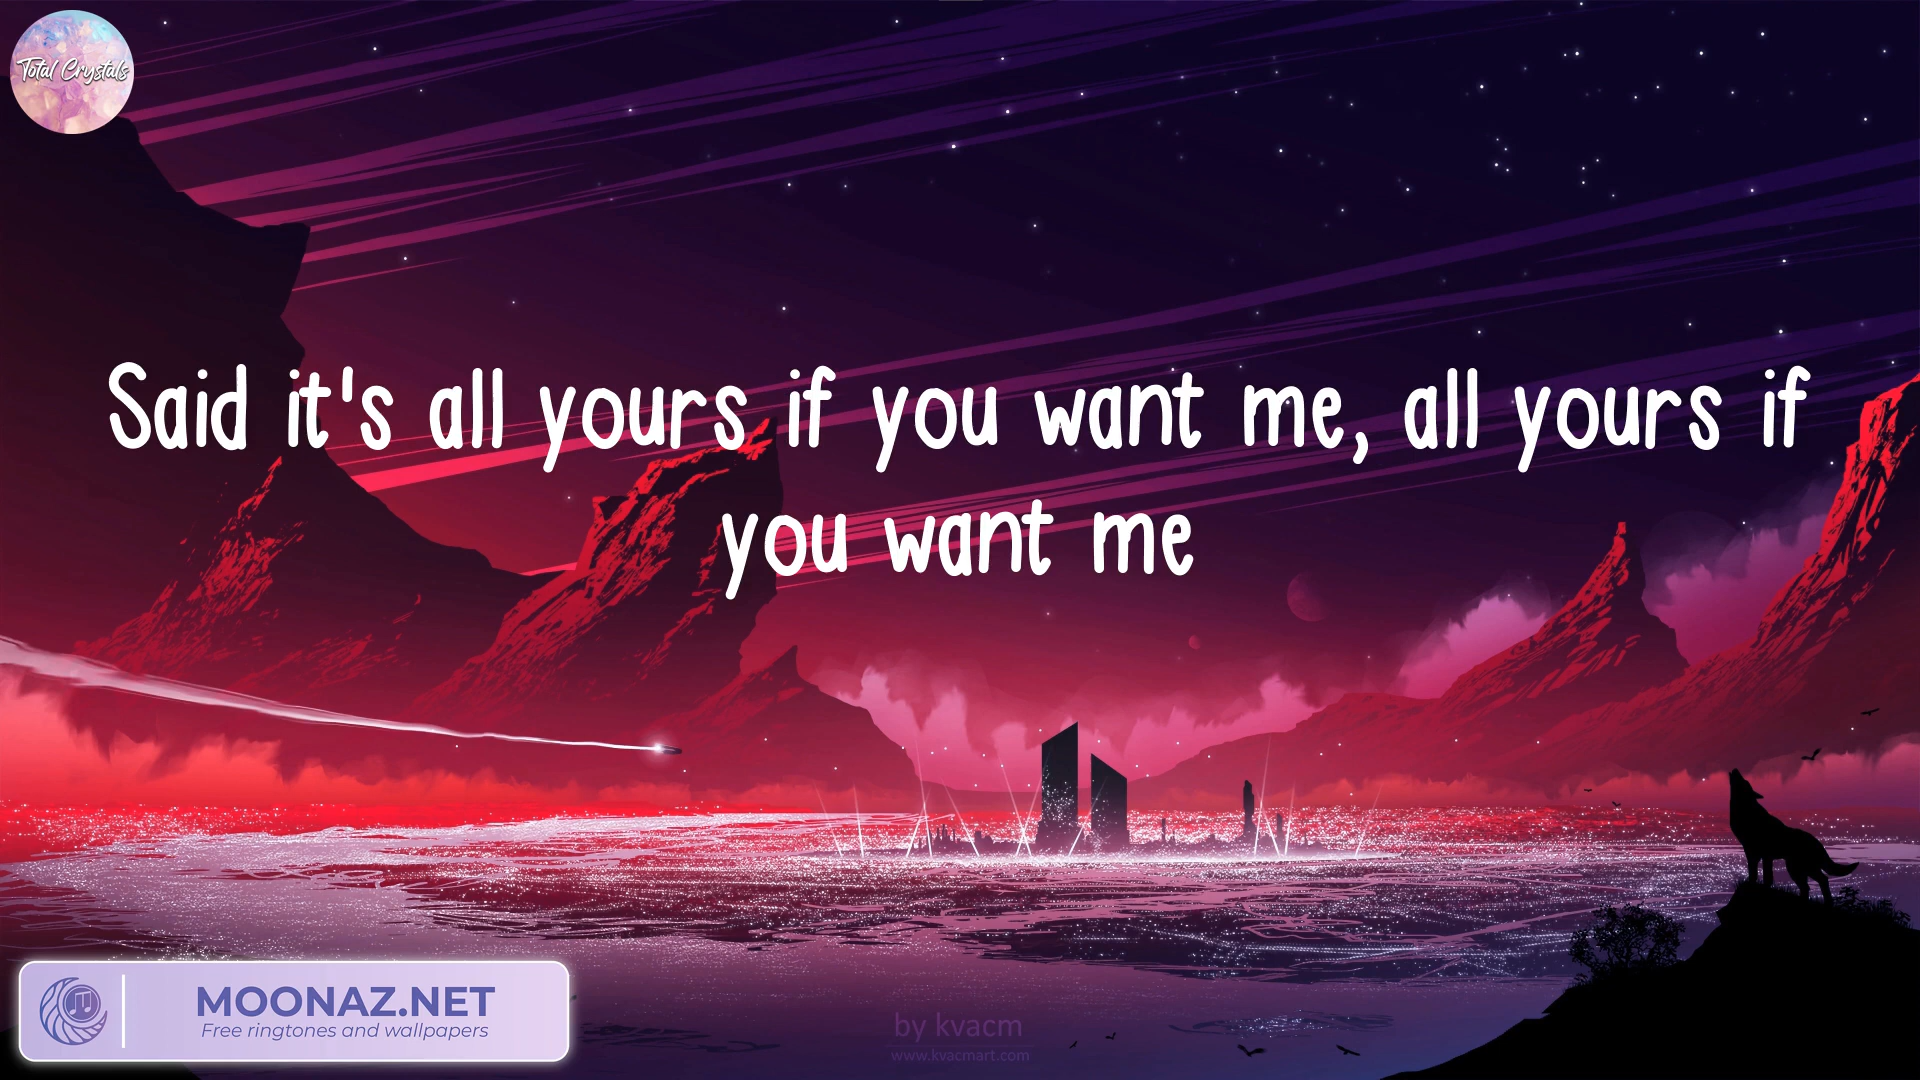 Total Crystals
Said it's all yours if you want me, all yours if
you want me
MOONAZ.NET
Free ringtones and wallpapers
by kvacm
www.kvacmart.com